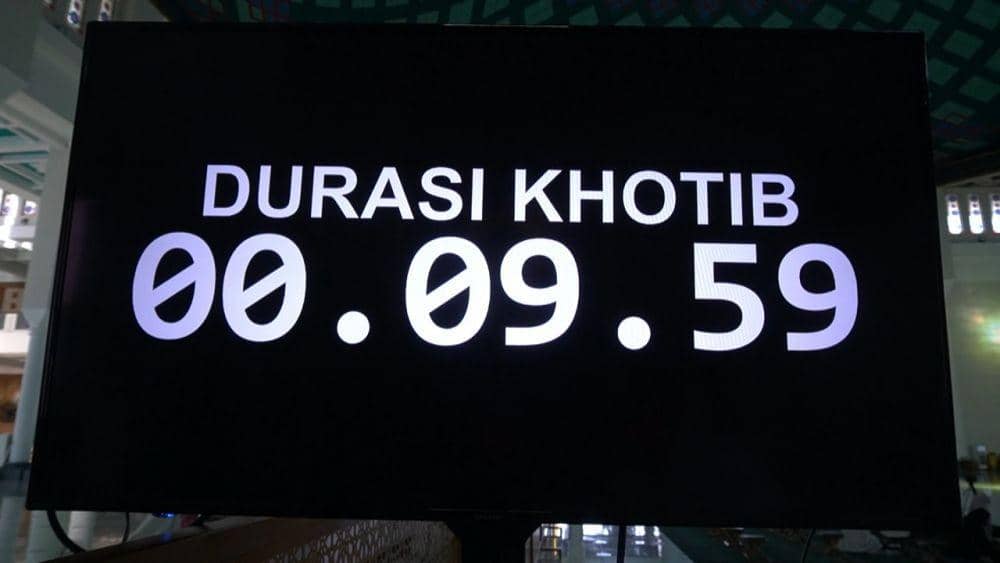 DURASI KHOTIB
00.09.59